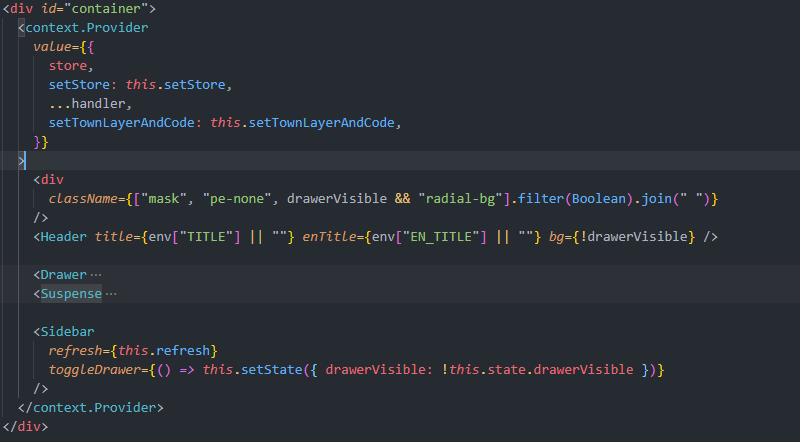 <div id="container">
<context.Provider
value={{
store,
setStore: this.setStore,
...handler,
setTownLayerAndCode: this.setTownLayerAndCode,
}}
>
<div
className={["mask", "pe-none", drawerVisible && "radial-bg"].filter(Boolean).join(" ")}
/>
<Header title={env["TITLE"] || ""} enTitle={env["EN_TITLE"] || ""} bg={!drawerVisible} />
<Drawer ...
<Suspense ...
<Sidebar
refresh={this.refresh}
toggleDrawer={() => this.setState({ drawerVisible: !this.state.drawerVisible })}
/>
</context.Provider>
</div>